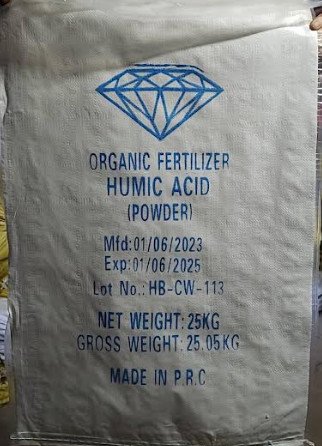 ORGANIC FERTILIZER
HUMIC ACID
(POWDER)
Mfd:01/06/2023
Exp:01/06/2025
Lot No.: HB-CW-113
NET WEIGHT:25KG
GROSS WEIGHT: 25.05KG
MADE IN P.R.C